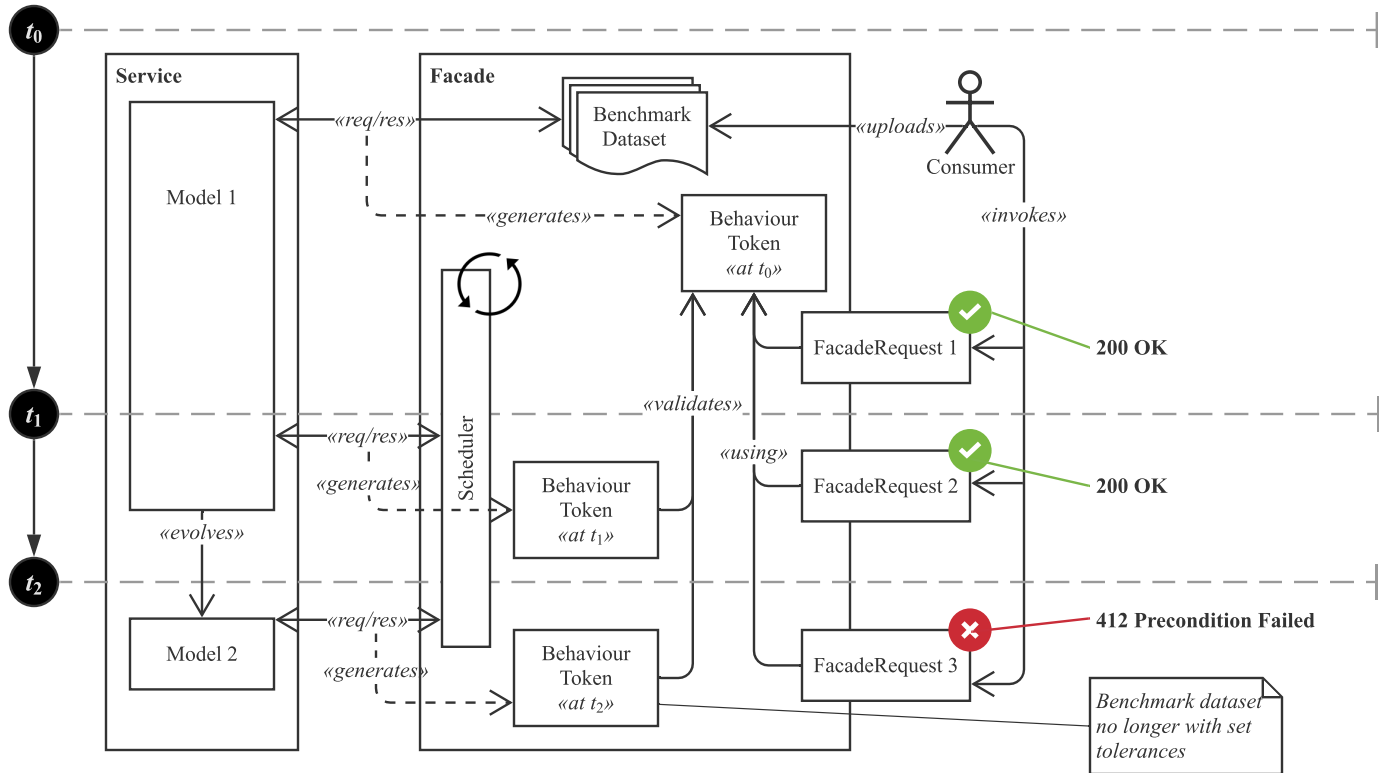 t0
Service
Facade
Model 1
«req/res»
Benchmark
Dataset
«uploads»
Consumer
«generates»
Behaviour
Token
«at t0»
«invokes»
FacadeRequest 1
200 OK
t1
«validates»
«req/res»
Scheduler
«using»
«generates»
Behaviour
Token
«at t1»
FacadeRequest 2
200 OK
«evolves»
t2
Model 2
«req/res»
«generates»
Behaviour
Token
«at t2»
FacadeRequest 3
412 Precondition Failed
Benchmark dataset
no longer with set
tolerances